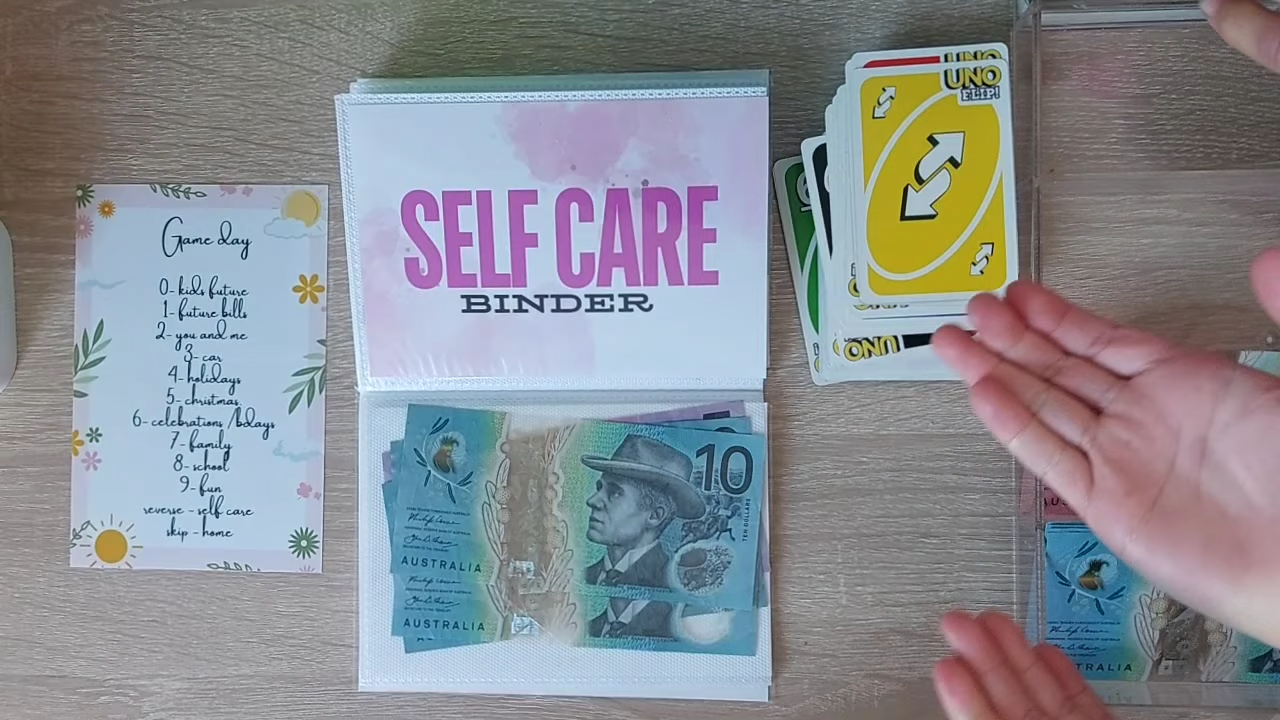 Game day
0- kids future
1- future bills
2- you and me
3- car
4- holidays
5- christmas
6- celebrations /bdays
7- family
8- school
9- fun
reverse - self care
skip - home
SELF CARE
BINDER
UNO
UNO
FLIP!
UNO
10
TEN DOLLARS
AUSTRALIA
AUSTRALIA
AUSTRALIA